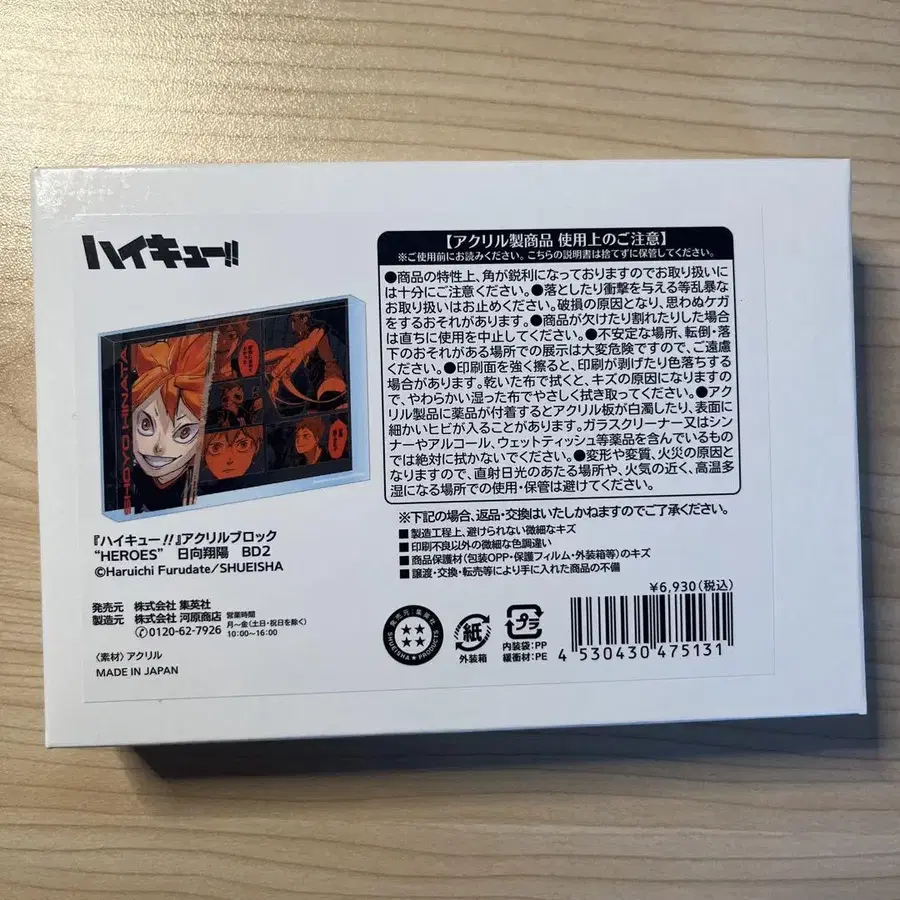 ハイキュー!!
SHOYO HINATA
『ハイキュー!!』アクリルブロック
"HEROES" 日向翔陽 BD2
©Haruichi Furudate/SHUEISHA
発売元 株式会社 集英社
製造元 株式会社 河原商店
0120-62-7926
営業時間
月〜金(土日・祝日を除く)
10:00〜16:00
〈素材〉アクリル
MADE IN JAPAN
【アクリル製商品 使用上のご注意】
※ご使用前にお読みください。こちらの説明書は捨てずに保管してください。
●商品の特性上、角が鋭利になっておりますのでお取り扱いに
は十分にご注意ください。●落としたり衝撃を与える等乱暴な
お取り扱いはお止めください。破損の原因となり、思わぬケガ
をするおそれがあります。●商品が欠けたり割れたりした場合
は直ちに使用を中止してください。●不安定な場所、転倒・落
下のおそれがある場所での展示は大変危険ですので、ご遠慮
ください。●印刷面を強く擦ると、印刷が剥げたり色落ちする
場合があります。乾いた布で拭くと、キズの原因になりますの
で、やわらかい湿った布でやさしく拭き取ってください。●アク
リル製品に薬品が付着するとアクリル板が白濁したり、表面に
細かいヒビが入ることがあります。ガラスクリーナー又はシン
ナーやアルコール、ウェットティッシュ等薬品を含んでいるもの
では絶対に拭かないでください。●変形や変質、火災の原因と
なりますので、直射日光のあたる場所や、火気の近く、高温多
湿になる場所での使用・保管は避けてください。
※下記の場合、返品・交換はいたしかねますのでご了承ください。
■製造工程上、避けられない微細なキズ
■印刷不良以外の微細な色調違い
■商品保護材(包装OPP・保護フィルム・外装箱等)のキズ
■譲渡・交換・転売等により手に入れた商品の不備
¥6,930(税込)
発売元:集英社
SHUEISHA PRODUCTS
紙
外装箱
プラ
内装袋:PP
緩衝材:PE
4 530430 475131